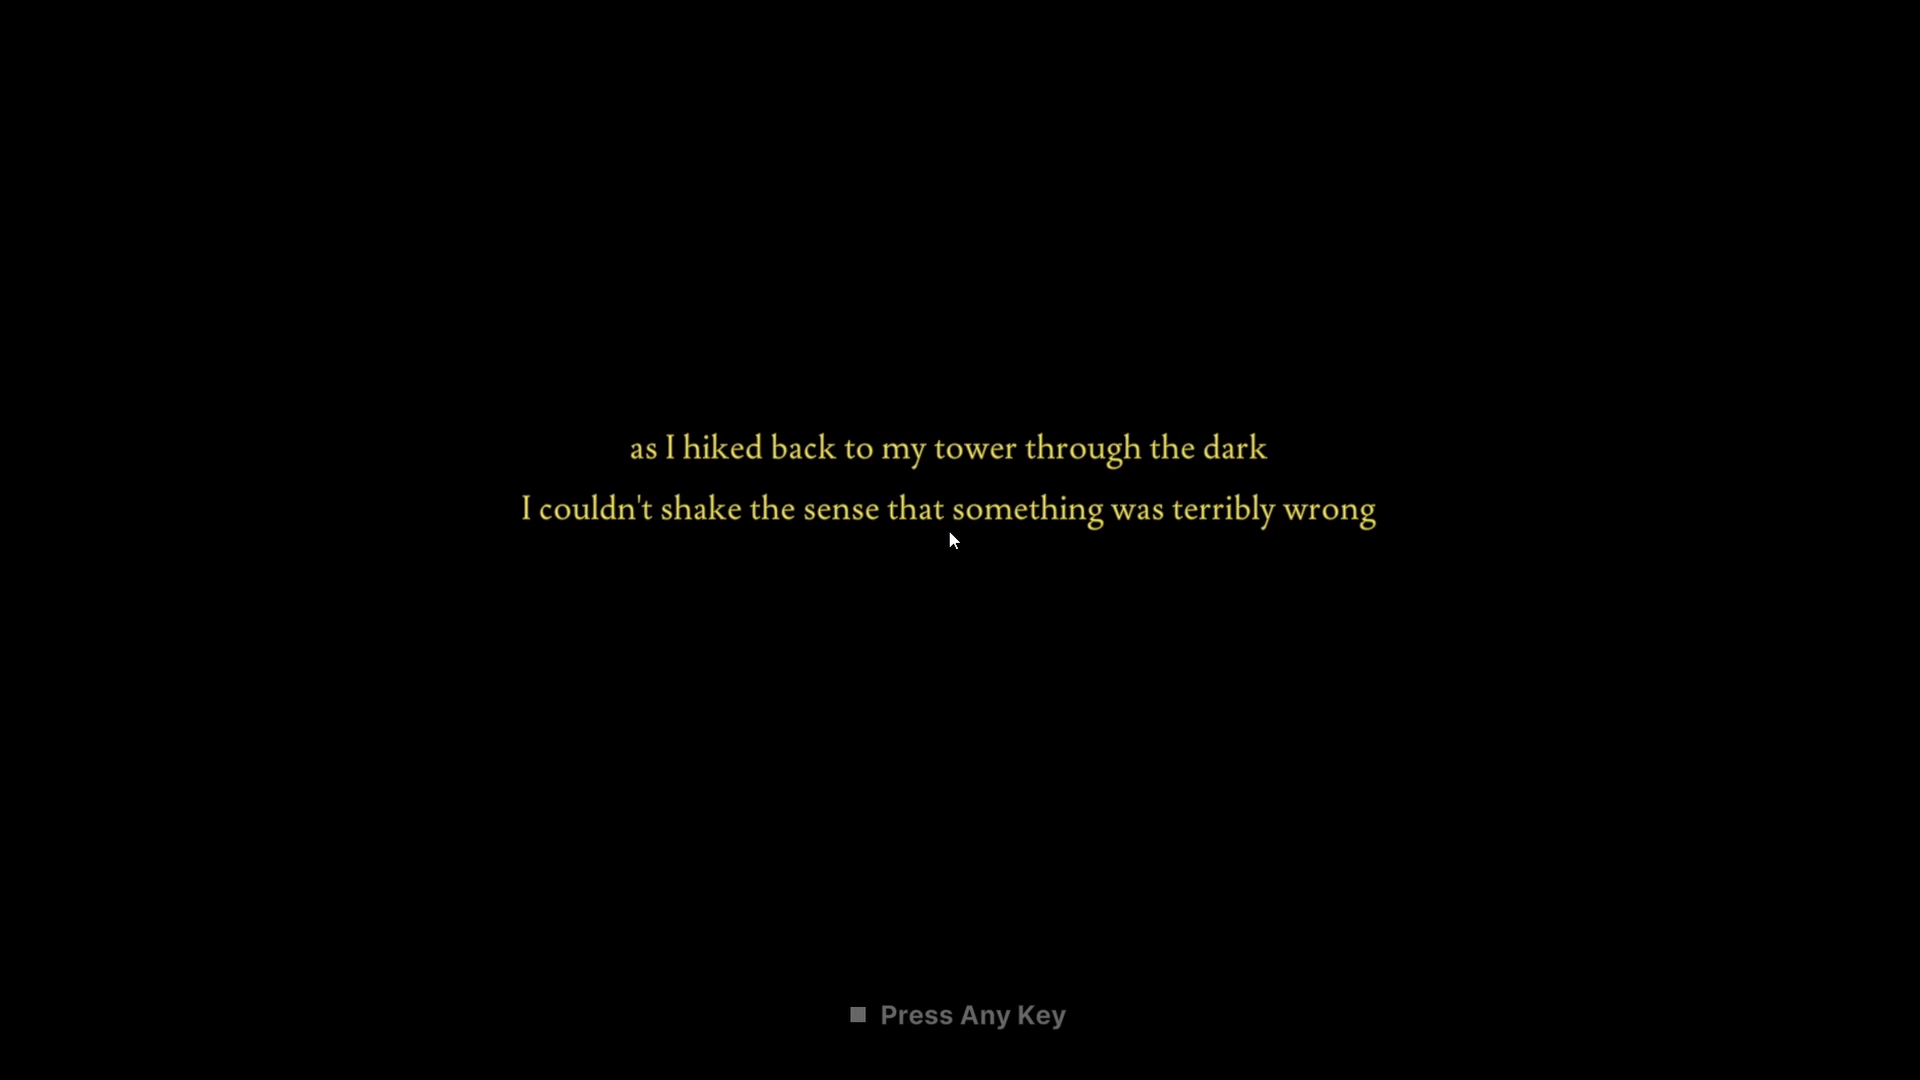 as I hiked back to my tower through the dark
I couldn't shake the sense that something was terribly wrong
Press Any Key